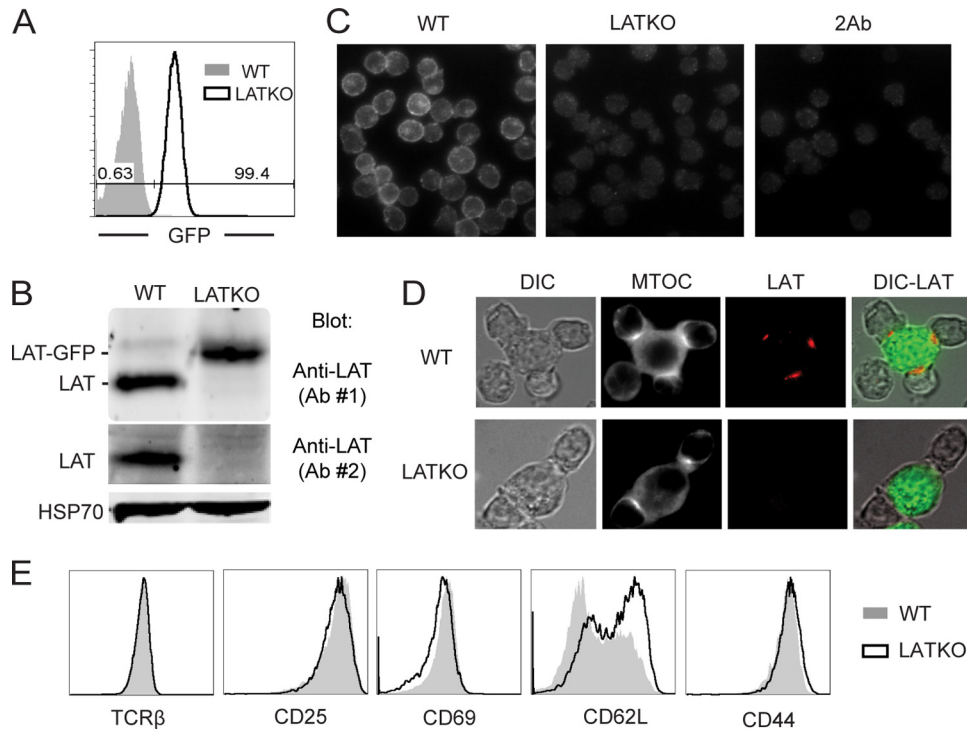 A
WT
LATKO
0.63
99.4
GFP
B
WT
LATKO
LAT-GFP
LAT
Blot:
Anti-LAT
(Ab #1)
LAT
Anti-LAT
(Ab #2)
HSP70
C
WT
LATKO
2Ab
D
DIC
MTOC
LAT
DIC-LAT
WT
LATKO
E
TCRβ
CD25
CD69
CD62L
CD44
WT
LATKO